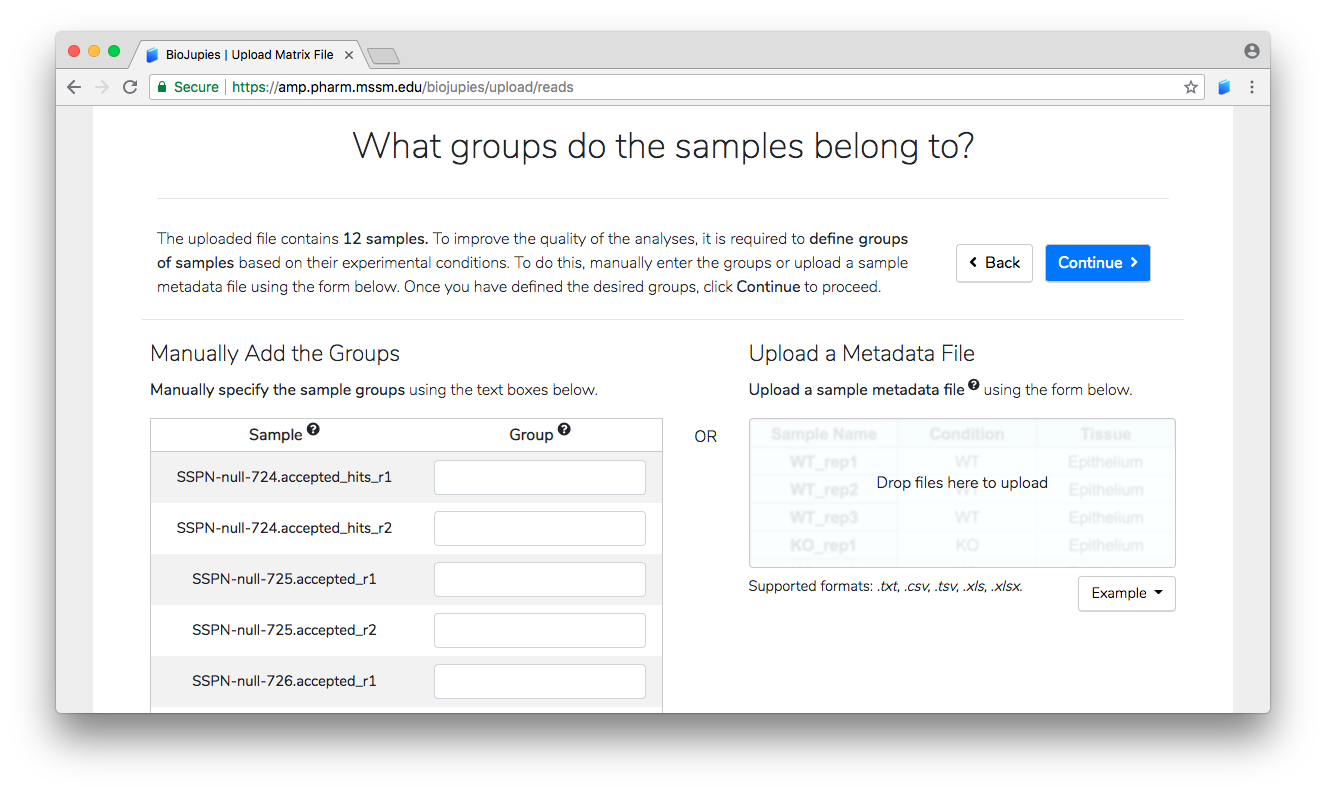 BioJupies | Upload Matrix File
Secure
https://amp.pharm.mssm.edu/biojupies/upload/reads
What groups do the samples belong to?
The uploaded file contains 12 samples. To improve the quality of the analyses, it is required to define groups
of samples based on their experimental conditions. To do this, manually enter the groups or upload a sample
metadata file using the form below. Once you have defined the desired groups, click Continue to proceed.
Back
Continue
Manually Add the Groups
Manually specify the sample groups using the text boxes below.
Sample ? Group ?
SSPN-null-724.accepted_hits_r1
SSPN-null-724.accepted_hits_r2
SSPN-null-725.accepted_r1
SSPN-null-725.accepted_r2
SSPN-null-726.accepted_r1
OR
Upload a Metadata File
Upload a sample metadata file ? using the form below.
Sample Name Condition Tissue
WT_rep1 WT Epithelium
Drop files here to upload
WT_rep2 WT Epithelium
WT_rep3 WT Epithelium
KO_rep1 KO Epithelium
Supported formats: .txt, .csv, .tsv, .xls, .xlsx.
Example